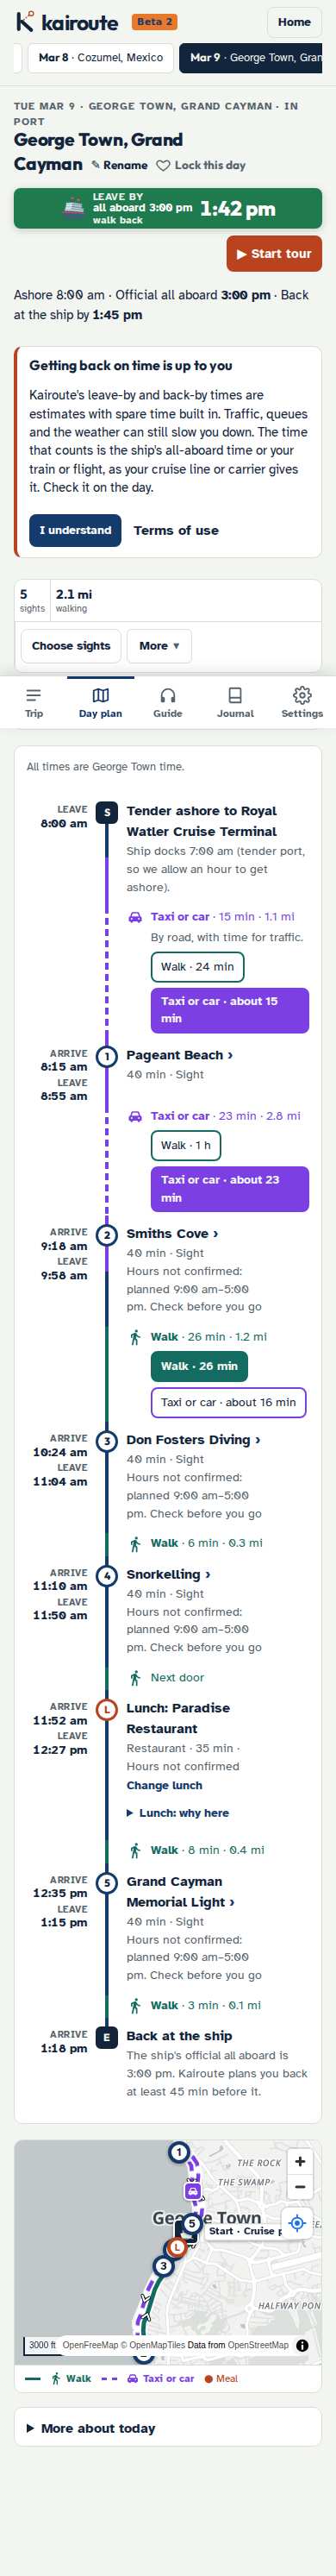 kairoute
Beta 2
Home
Mar 8 · Cozumel, Mexico
Mar 9 · George Town, Gran
TUE MAR 9 · GEORGE TOWN, GRAND CAYMAN · IN
PORT
George Town, Grand
Cayman
✎ Rename
Lock this day
LEAVE BY
all aboard 3:00 pm
walk back
1:42 pm
▶ Start tour
Ashore 8:00 am · Official all aboard 3:00 pm · Back
at the ship by 1:45 pm
Getting back on time is up to you
Kairoute's leave-by and back-by times are
estimates with spare time built in. Traffic, queues
and the weather can still slow you down. The time
that counts is the ship's all-aboard time or your
train or flight, as your cruise line or carrier gives
it. Check it on the day.
I understand
Terms of use
5
sights
2.1 mi
walking
Choose sights
More ▼
Trip
Day plan
Guide
Journal
Settings
All times are George Town time.
LEAVE
8:00 am
S
Tender ashore to Royal
Watler Cruise Terminal
Ship docks 7:00 am (tender port,
so we allow an hour to get
ashore).
Taxi or car · 15 min · 1.1 mi
By road, with time for traffic.
Walk · 24 min
Taxi or car · about 15
min
ARRIVE
8:15 am
LEAVE
8:55 am
1
Pageant Beach ›
40 min · Sight
Taxi or car · 23 min · 2.8 mi
Walk · 1 h
Taxi or car · about 23
min
ARRIVE
9:18 am
LEAVE
9:58 am
2
Smiths Cove ›
40 min · Sight
Hours not confirmed:
planned 9:00 am–5:00
pm. Check before you go
Walk · 26 min · 1.2 mi
Walk · 26 min
Taxi or car · about 16 min
ARRIVE
10:24 am
LEAVE
11:04 am
3
Don Fosters Diving ›
40 min · Sight
Hours not confirmed:
planned 9:00 am–5:00
pm. Check before you go
Walk · 6 min · 0.3 mi
ARRIVE
11:10 am
LEAVE
11:50 am
4
Snorkelling ›
40 min · Sight
Hours not confirmed:
planned 9:00 am–5:00
pm. Check before you go
Next door
ARRIVE
11:52 am
LEAVE
12:27 pm
L
Lunch: Paradise
Restaurant
Restaurant · 35 min ·
Hours not confirmed
Change lunch
▶ Lunch: why here
Walk · 8 min · 0.4 mi
ARRIVE
12:35 pm
LEAVE
1:15 pm
5
Grand Cayman
Memorial Light ›
40 min · Sight
Hours not confirmed:
planned 9:00 am–5:00
pm. Check before you go
Walk · 3 min · 0.1 mi
ARRIVE
1:18 pm
E
Back at the ship
The ship's official all aboard is
3:00 pm. Kairoute plans you back
at least 45 min before it.
1
THE ROCK
THE SWAMP
+
−
5
Start · Cruise p
L
3
HALFWAY PON
3000 ft
OpenFreeMap © OpenMapTiles Data from OpenStreetMap
Walk
Taxi or car
Meal
▶ More about today